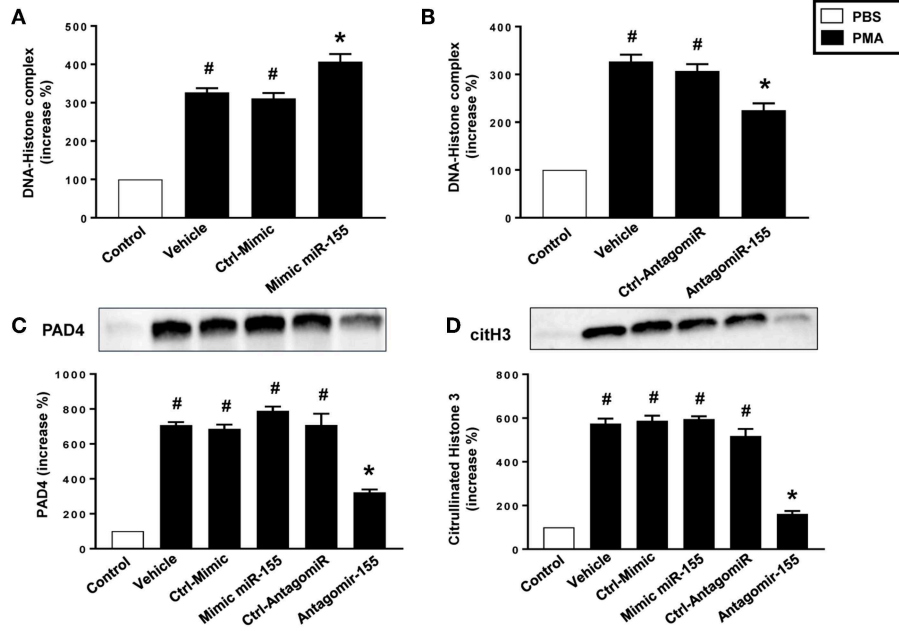 A
DNA-Histone complex
(increase %)
500
400
300
200
100
0
#
#
*
Control
Vehicle
Ctrl-Mimic
Mimic miR-155
B
DNA-Histone complex
(increase %)
400
300
200
100
0
#
#
*
Control
Vehicle
Ctrl-AntagomiR
AntagomiR-155
PBS
PMA
C
PAD4
PAD4 (increase %)
1000
800
600
400
200
0
#
#
#
#
*
Control
Vehicle
Ctrl-Mimic
Mimic miR-155
Ctrl-AntagomiR
Antagomir-155
D
citH3
Citrullinated Histone 3
(increase %)
800
600
400
200
0
#
#
#
#
*
Control
Vehicle
Ctrl-Mimic
Mimic miR-155
Ctrl-AntagomiR
Antagomir-155